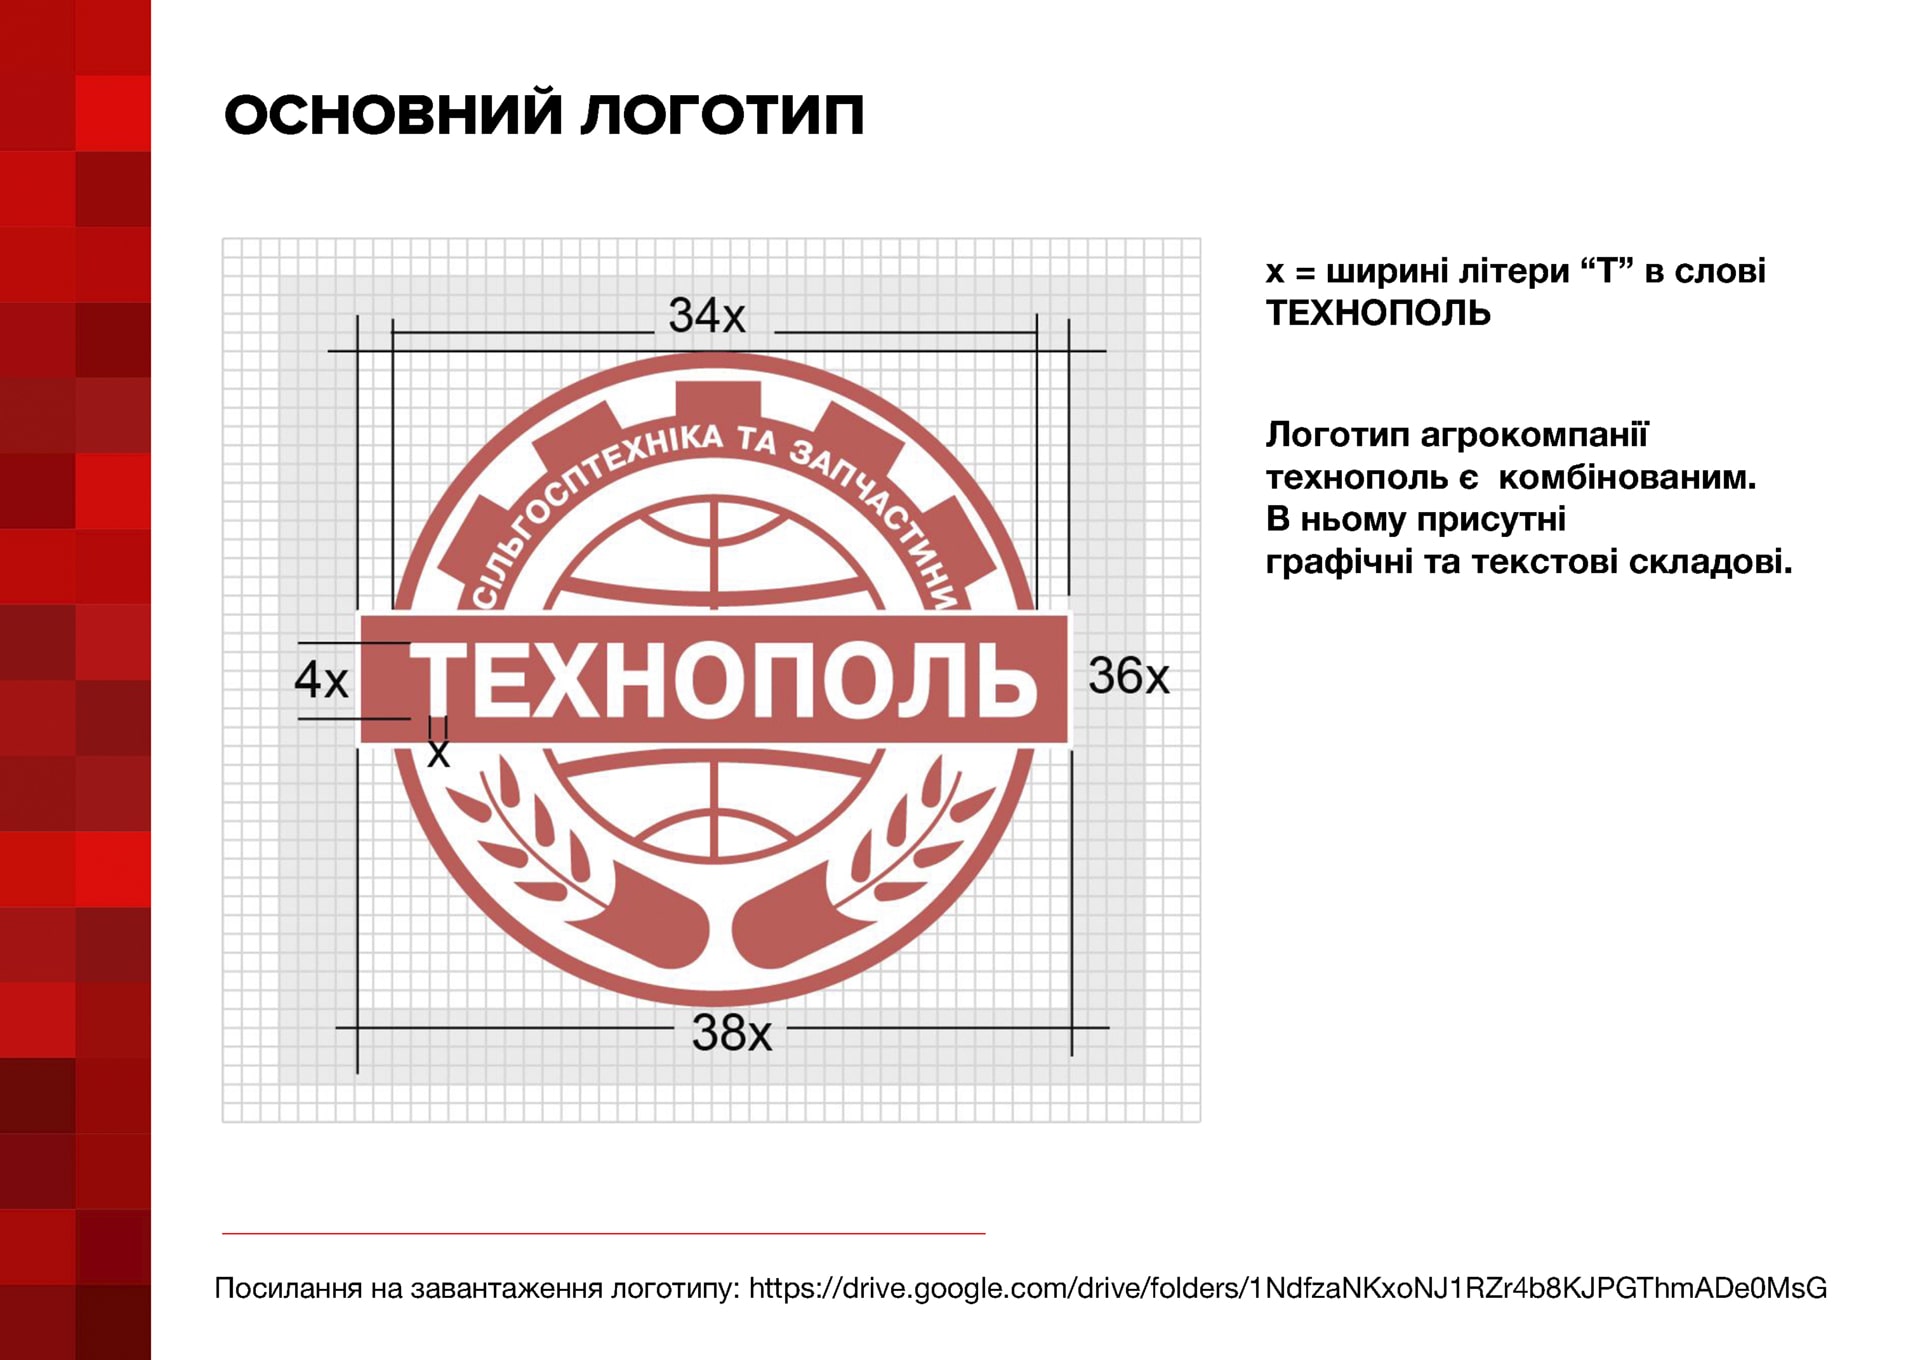 ОСНОВНИЙ ЛОГОТИП
34x
СІЛЬГОСПТЕХНІКА ТА ЗАПЧАСТИНИ
4x
ТЕХНОПОЛЬ
36x
x
38x
x = ширині літери “Т” в слові
ТЕХНОПОЛЬ
Логотип агрокомпанії
технополь є комбінованим.
В ньому присутні
графічні та текстові складові.
Посилання на завантаження логотипу: https://drive.google.com/drive/folders/1NdfzaNKxoNJ1RZr4b8KJPGThmADe0MsG